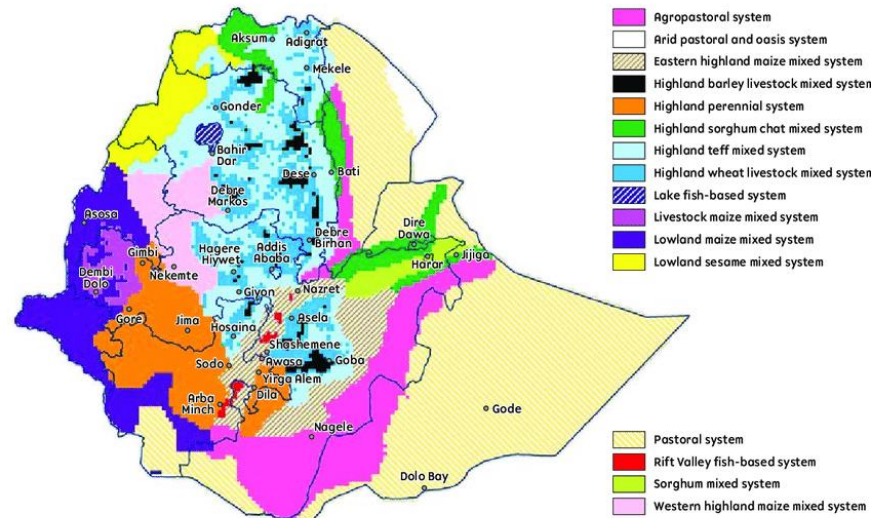 Aksum
Adigrat
Mekele
Gonder
Bahir
Dar
Dese
Bati
Debre
Markos
Asosa
Debre
Birhan
Dire
Dawa
Gimbi
Hagere
Hiywet
Addis
Ababa
Harar
Jijiga
Dembi
Dolo
Nekemte
Giyon
Nazret
Gore
Jima
Hosaina
Asela
Shashemene
Sodo
Awasa
Goba
Yirga Alem
Arba
Minch
Dila
Gode
Nagele
Dolo Bay
Agropastoral system
Arid pastoral and oasis system
Eastern highland maize mixed system
Highland barley livestock mixed system
Highland perennial system
Highland sorghum chat mixed system
Highland teff mixed system
Highland wheat livestock mixed system
Lake fish-based system
Livestock maize mixed system
Lowland maize mixed system
Lowland sesame mixed system
Pastoral system
Rift Valley fish-based system
Sorghum mixed system
Western highland maize mixed system